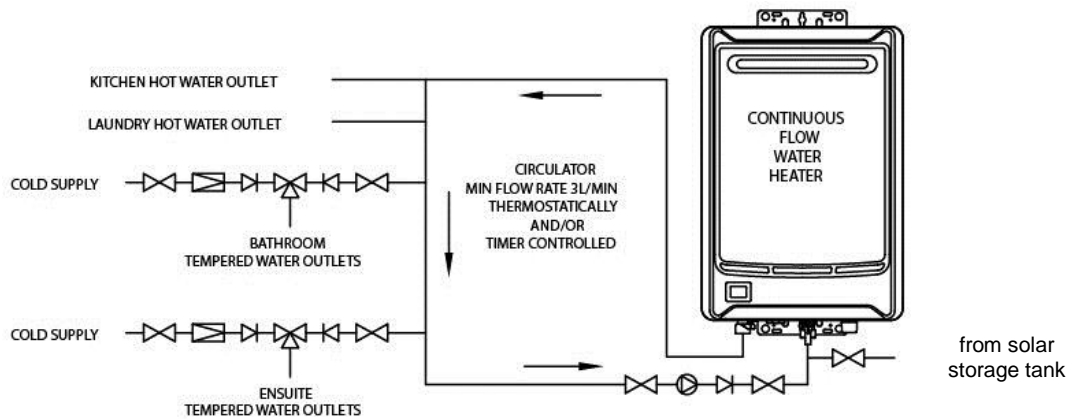 KITCHEN HOT WATER OUTLET
LAUNDRY HOT WATER OUTLET
COLD SUPPLY
BATHROOM
TEMPERED WATER OUTLETS
COLD SUPPLY
ENSUITE
TEMPERED WATER OUTLETS
CIRCULATOR
MIN FLOW RATE 3L/MIN
THERMOSTATICALLY
AND/OR
TIMER CONTROLLED
CONTINUOUS
FLOW
WATER
HEATER
from solar
storage tank